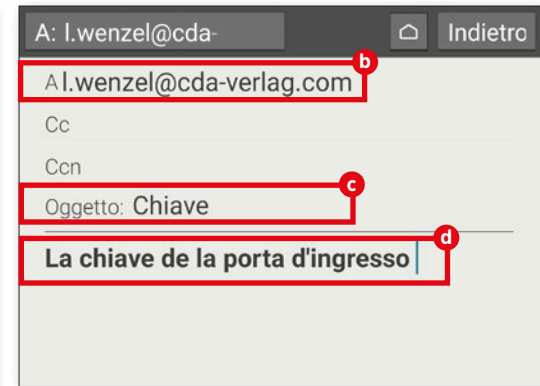 A: l.wenzel@cda- Indietro
b
A l.wenzel@cda-verlag.com
Cc
Ccn
c
Oggetto: Chiave
d
La chiave de la porta d'ingresso